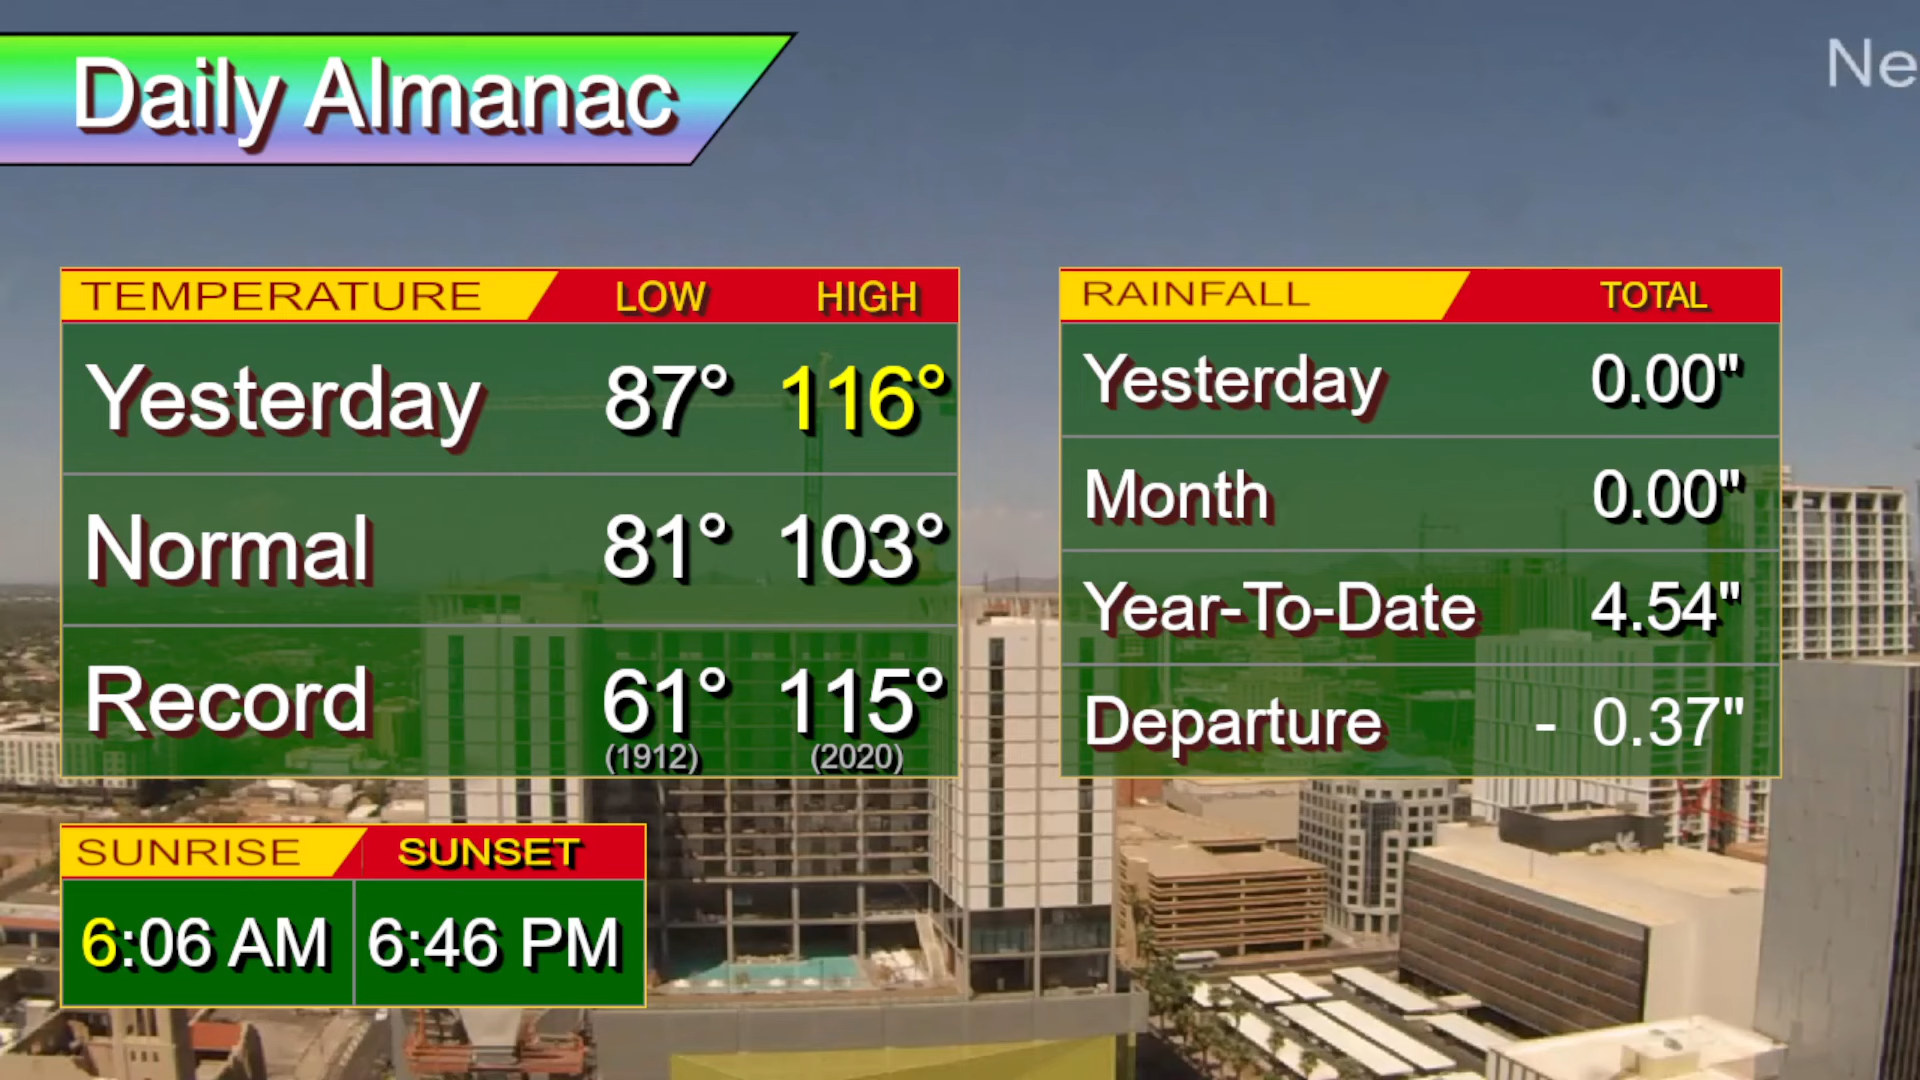 Daily Almanac
Ne
TEMPERATURE LOW HIGH
Yesterday 87° 116°
Normal 81° 103°
Record 61° 115°
(1912) (2020)
RAINFALL TOTAL
Yesterday 0.00"
Month 0.00"
Year-To-Date 4.54"
Departure - 0.37"
SUNRISE SUNSET
6:06 AM 6:46 PM